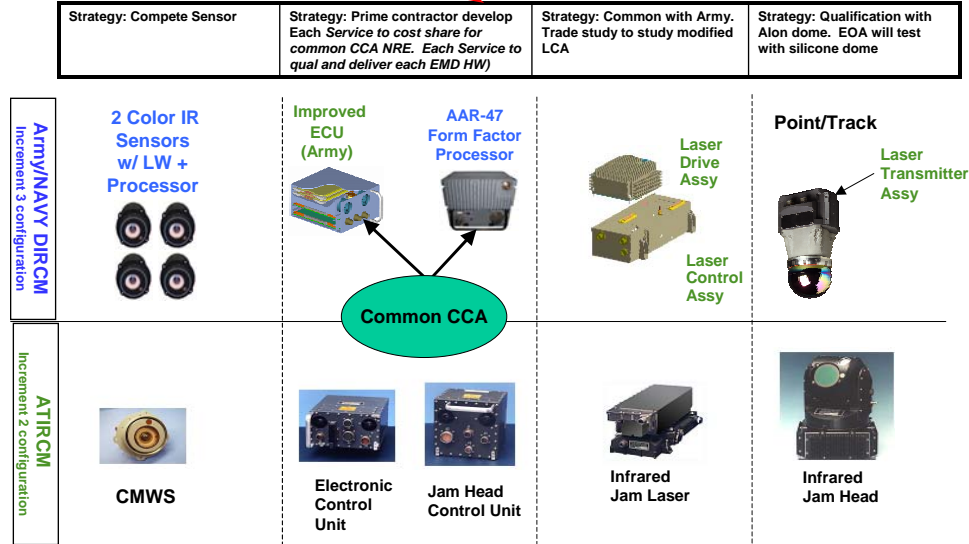 Strategy: Compete Sensor
Strategy: Prime contractor develop
Each Service to cost share for
common CCA NRE.  Each Service to
qual and deliver each EMD HW)
Strategy: Common with Army.
Trade study to study modified
LCA
Strategy: Qualification with
Alon dome.  EOA will test
with silicone dome
Army/NAVY DIRCM
Increment 3 configuration
2 Color IR
Sensors
w/ LW +
Processor
Improved
ECU
(Army)
AAR-47
Form Factor
Processor
Laser
Drive
Assy
Laser
Control
Assy
Point/Track
Laser
Transmitter
Assy
Common CCA
ATIRCM
Increment 2 configuration
CMWS
Electronic
Control
Unit
Jam Head
Control Unit
Infrared
Jam Laser
Infrared
Jam Head